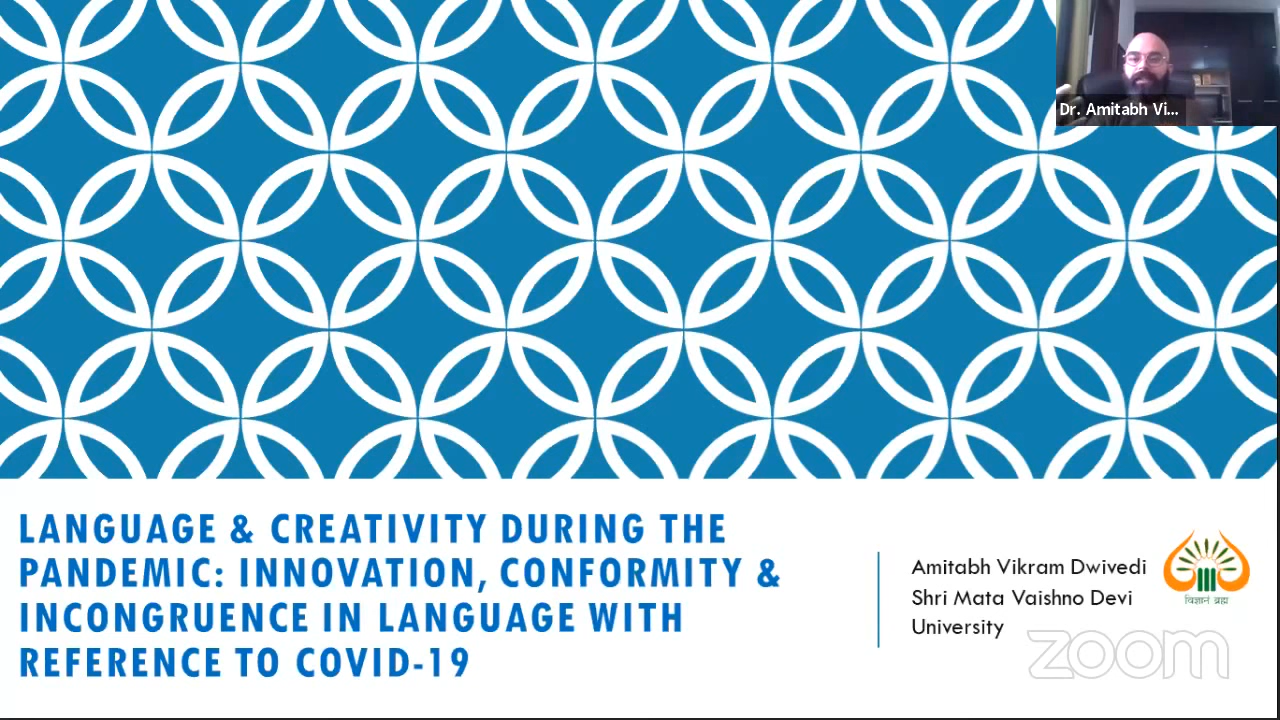 Dr. Amitabh Vi...
LANGUAGE & CREATIVITY DURING THE
PANDEMIC: INNOVATION, CONFORMITY &
INCONGRUENCE IN LANGUAGE WITH
REFERENCE TO COVID-19
Amitabh Vikram Dwivedi
Shri Mata Vaishno Devi
University
विज्ञानं ब्रह्म
zoom